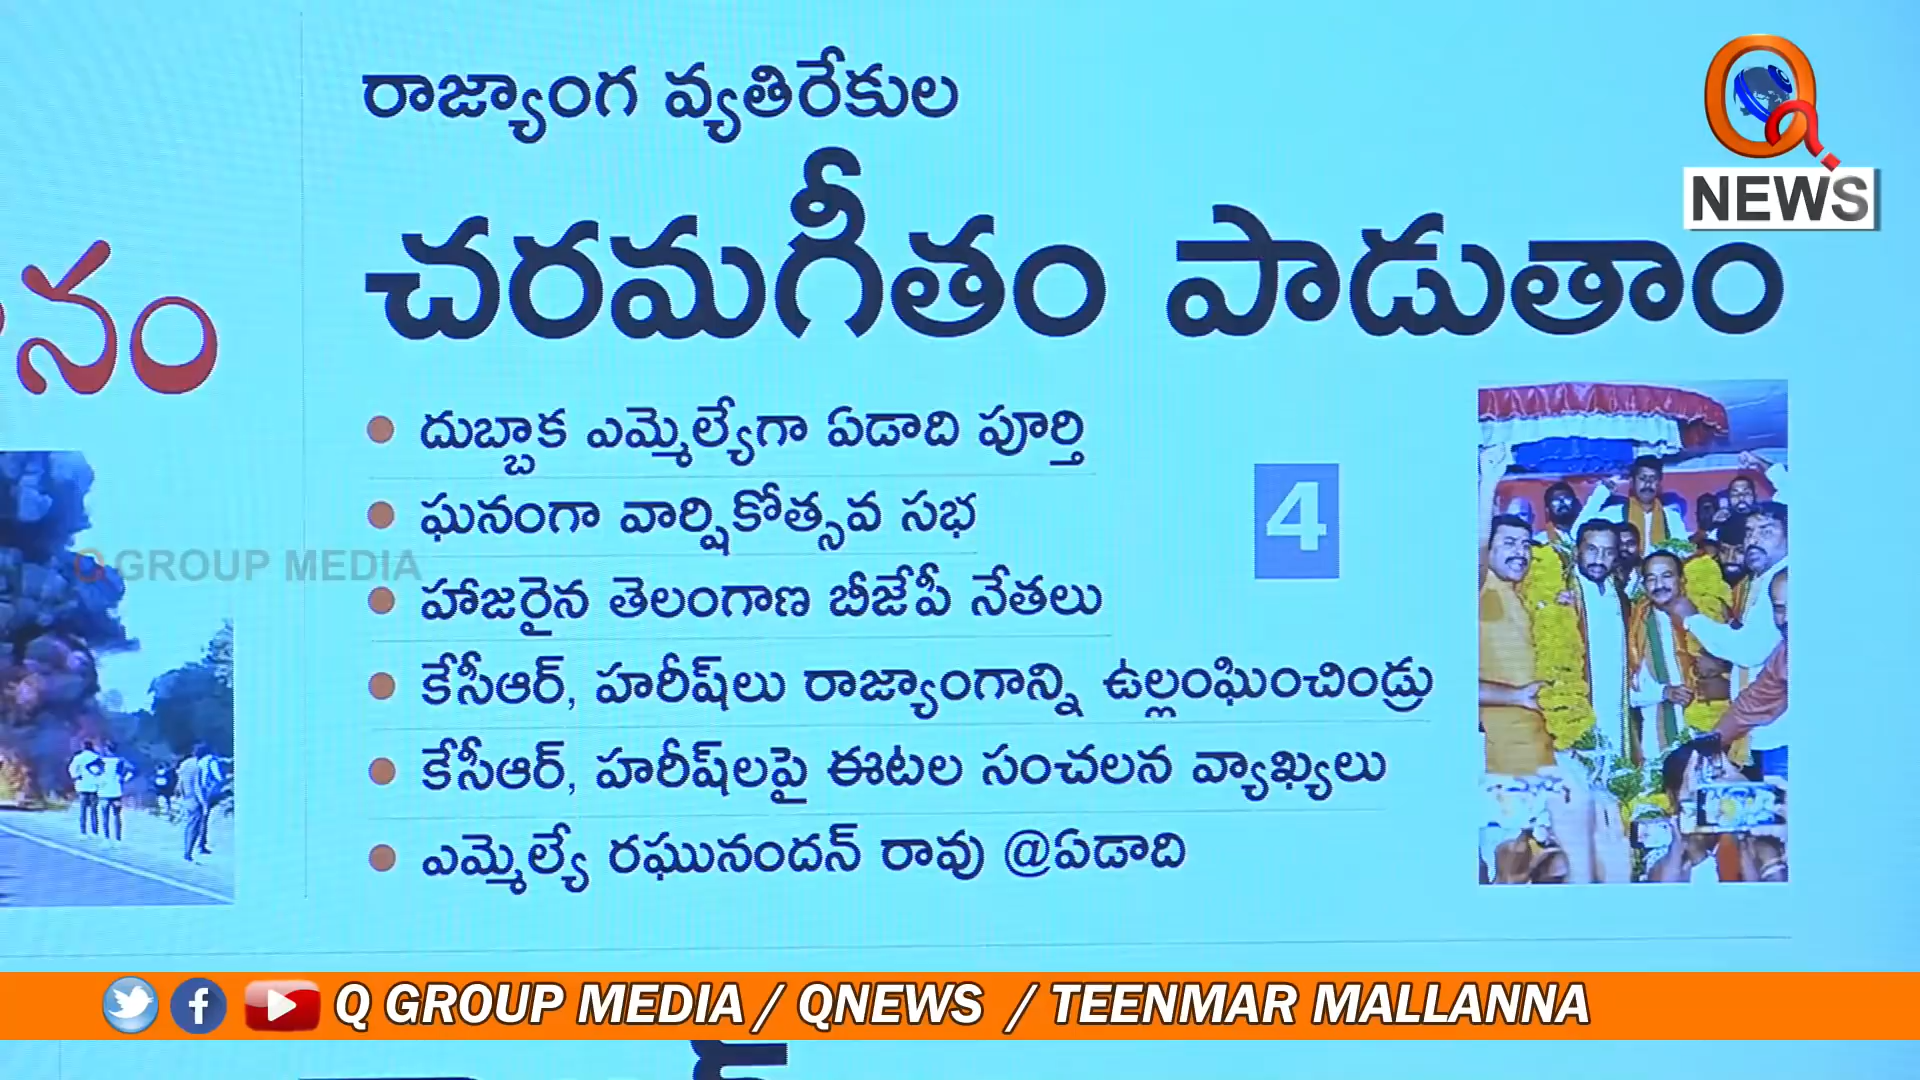 రాజ్యాంగ వ్యతిరేకుల
చరమగీతం పాడుతాం
నం
దుబ్బాక ఎమ్మెల్యేగా ఏడాది పూర్తి
ఘనంగా వార్షికోత్సవ సభ
హాజరైన తెలంగాణ బీజేపీ నేతలు
కేసీఆర్, హరీష్‌లు రాజ్యాంగాన్ని ఉల్లంఘించిండ్రు
కేసీఆర్, హరీష్‌లపై ఈటల సంచలన వ్యాఖ్యలు
ఎమ్మెల్యే రఘునందన్ రావు @ఏడాది
4
Q NEWS
Q GROUP MEDIA
Q GROUP MEDIA / QNEWS / TEENMAR MALLANNA